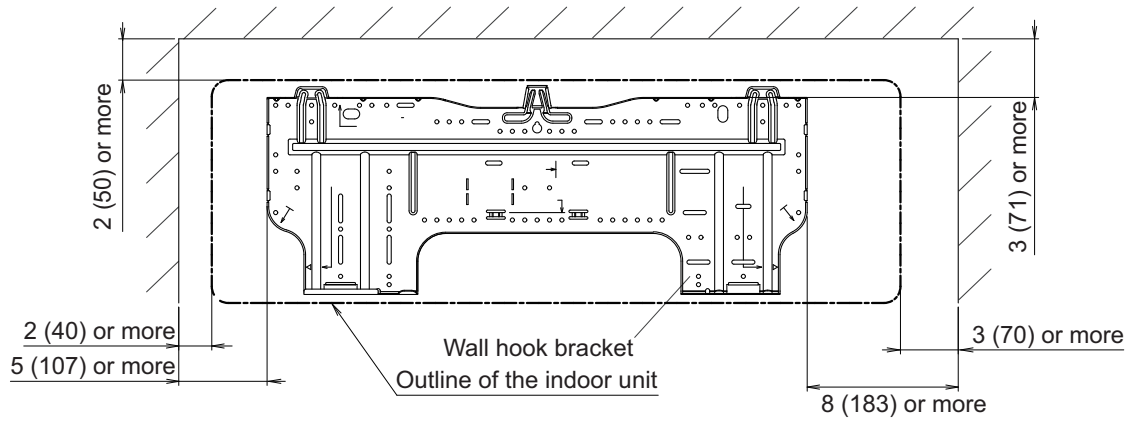 2 (50) or more
3 (71) or more
2 (40) or more
5 (107) or more
Wall hook bracket
Outline of the indoor unit
3 (70) or more
8 (183) or more